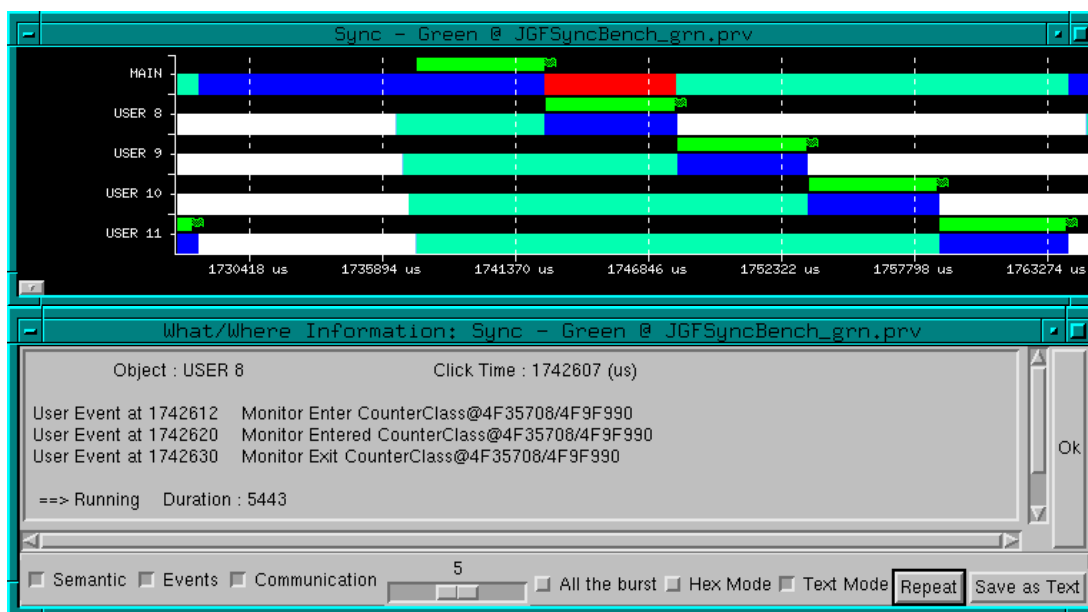 Sync - Green @ JGFSyncBench_grn.prv
MAIN
USER 8
USER 9
USER 10
USER 11
1730418 us 1735894 us 1741370 us 1746846 us 1752322 us 1757798 us 1763274 us
What/Where Information: Sync - Green @ JGFSyncBench_grn.prv
Object : USER 8 Click Time : 1742607 (us)
User Event at 1742612 Monitor Enter CounterClass@4F35708/4F9F990
User Event at 1742620 Monitor Entered CounterClass@4F35708/4F9F990
User Event at 1742630 Monitor Exit CounterClass@4F35708/4F9F990
Ok
==> Running Duration : 5443
5
Semantic Events Communication All the burst Hex Mode Text Mode Repeat Save as Text